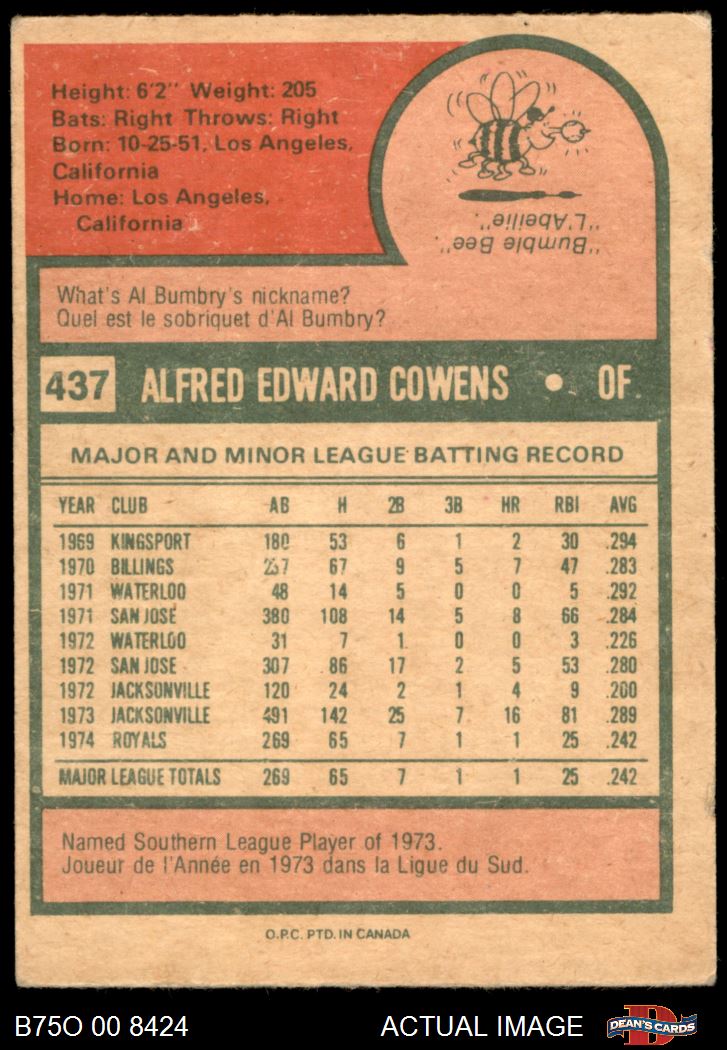 Height: 6'2" Weight: 205
Bats: Right Throws: Right
Born: 10-25-51, Los Angeles,
California
Home: Los Angeles,
California
"Bumble Bee".
"L'Abeille".
What's Al Bumbry's nickname?
Quel est le sobriquet d'Al Bumbry?
437 ALFRED EDWARD COWENS • OF
MAJOR AND MINOR LEAGUE BATTING RECORD
YEAR CLUB AB H 2B 3B HR RBI AVG
1969 KINGSPORT 180 53 6 1 2 30 .294
1970 BILLINGS 67 9 5 7 47 .283
1971 WATERLOO 48 14 5 0 0 5 .292
1971 SAN JOSE 380 108 14 5 8 66 .284
1972 WATERLOO 31 7 1 0 0 3 .226
1972 SAN JOSE 307 86 17 2 5 53 .280
1972 JACKSONVILLE 120 24 2 1 4 9 .200
1973 JACKSONVILLE 491 142 25 7 16 81 .289
1974 ROYALS 269 65 7 1 1 25 .242
MAJOR LEAGUE TOTALS 269 65 7 1 1 25 .242
Named Southern League Player of 1973.
Joueur de l'Année en 1973 dans la Ligue du Sud.
O.P.C. PTD. IN CANADA
B75O 00 8424 ACTUAL IMAGE D DEAN'S CARDS